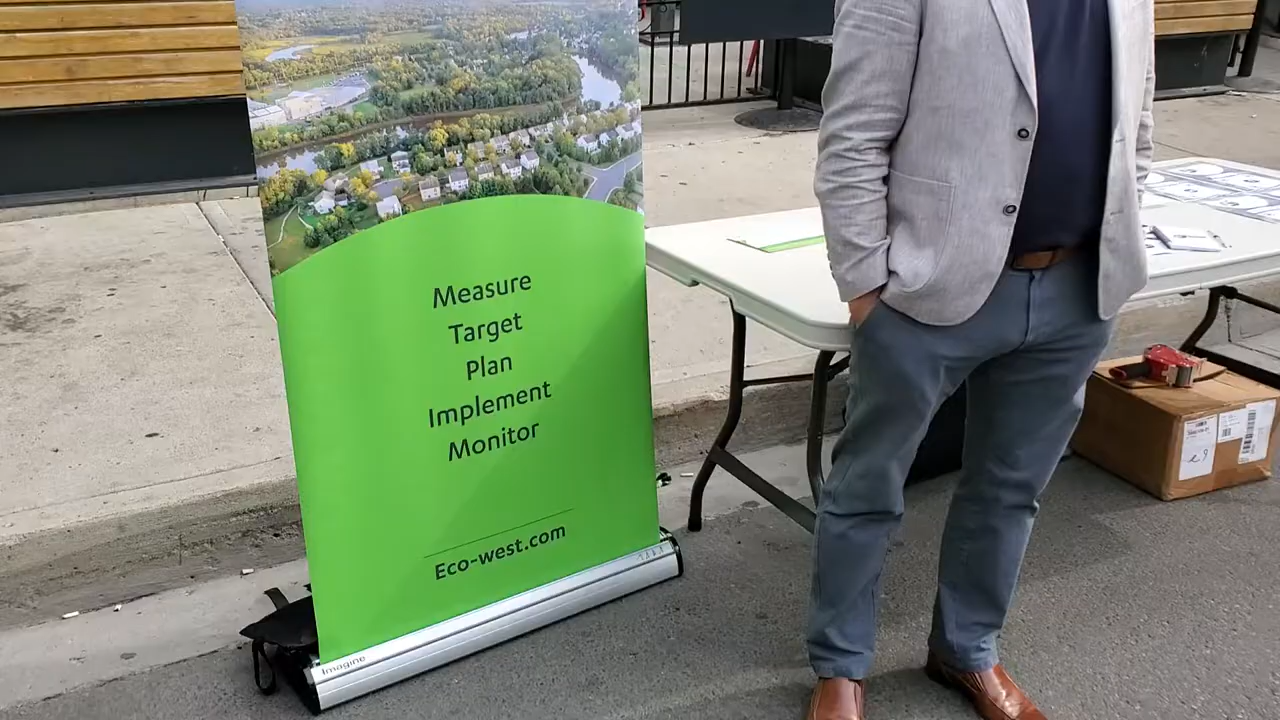 Measure
Target
Plan
Implement
Monitor
Eco-west.com
Imagine